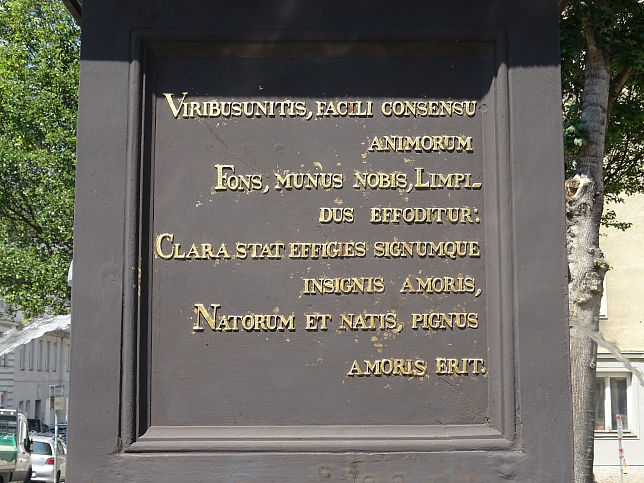 VIRIBUSUNITIS, FACILI CONSENSU
ANIMORUM
FONS, MUNUS NOBIS, LIMPI_
DUS EFFODITUR:
CLARA STAT EFFIGIES SIGNUMQUE
INSIGNIS AMORIS,
NATORUM ET NATIS, PIGNUS
AMORIS ERIT.